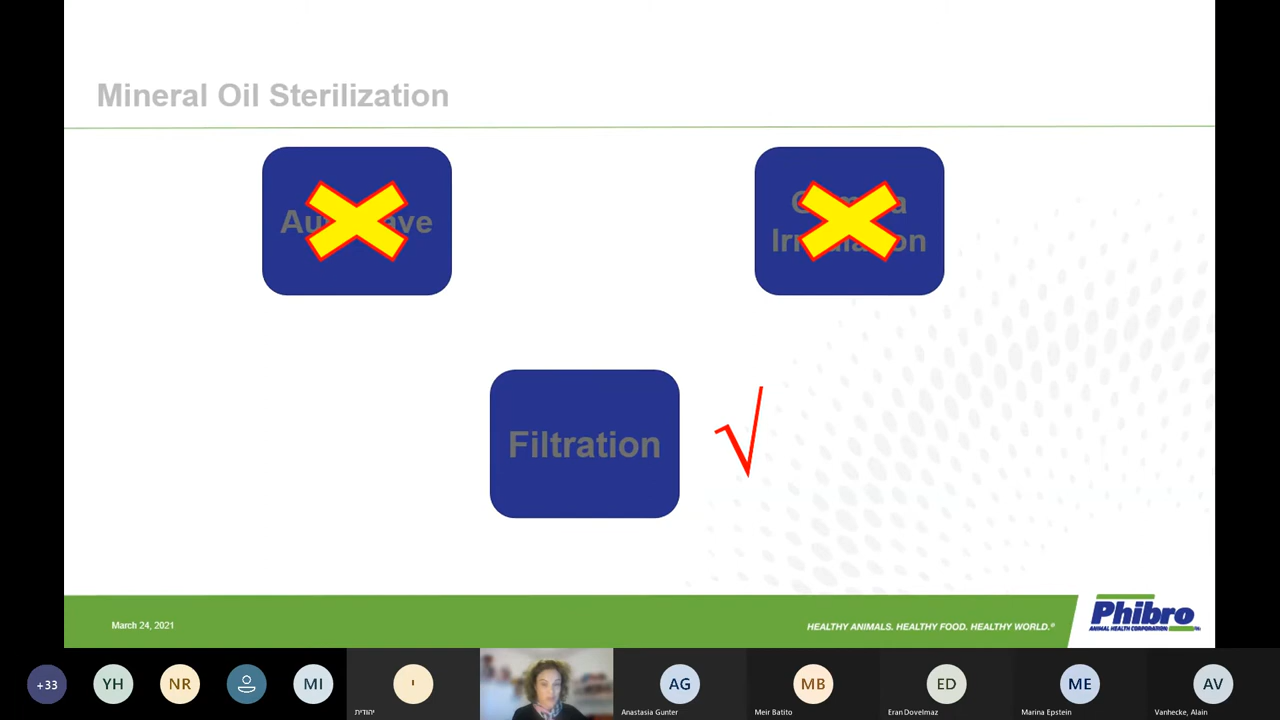 Mineral Oil Sterilization
Filtration
March 24, 2021
HEALTHY ANIMALS. HEALTHY FOOD. HEALTHY WORLD.®
Phibro
ANIMAL HEALTH CORPORATION
+33
YH
NR
MI
י
יהודית
AG
Anastasia Gunter
MB
Meir Batito
ED
Eran Dovelmaz
ME
Marina Epstein
AV
Vanhecke, Alain